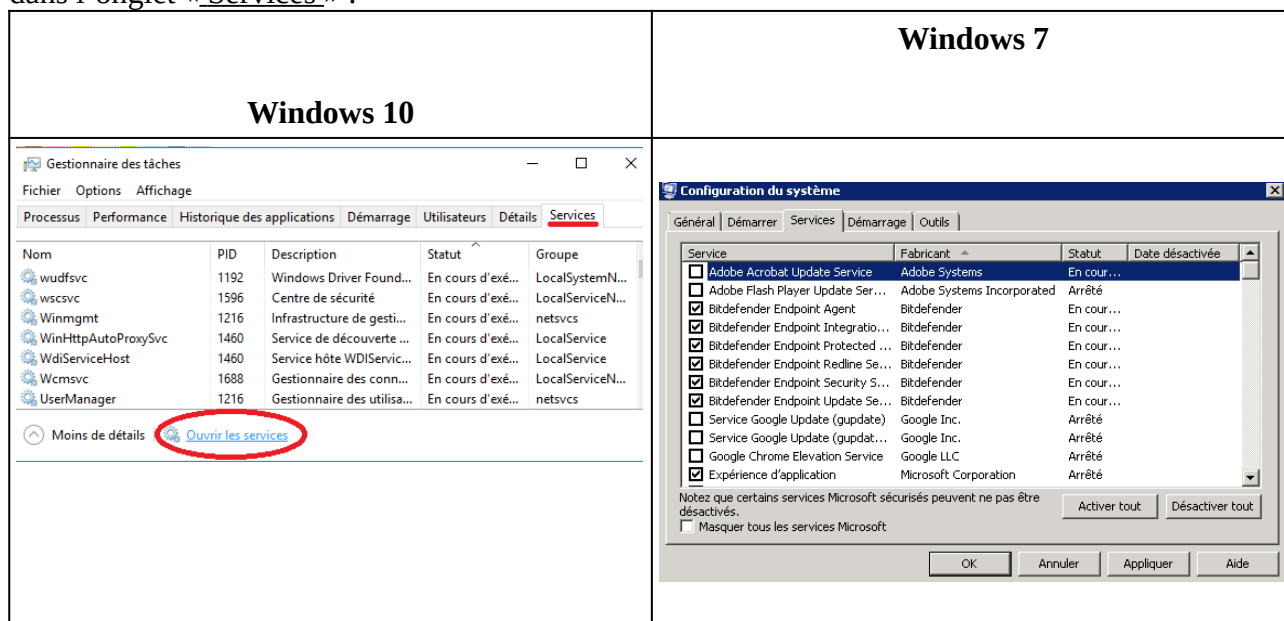 dans l'onglet « Services » :
Windows 10
Windows 7
Gestionnaire des tâches
Fichier Options Affichage
Processus Performance Historique des applications Démarrage Utilisateurs Détails Services
Nom PID Description Statut Groupe
wudfsvc 1192 Windows Driver Found... En cours d'exé... LocalSystemN...
wscsvc 1596 Centre de sécurité En cours d'exé... LocalServiceN...
Winmgmt 1216 Infrastructure de gesti... En cours d'exé... netsvcs
WinHttpAutoProxySvc 1460 Service de découverte ... En cours d'exé... LocalService
WdiServiceHost 1460 Service hôte WDIServic... En cours d'exé... LocalService
Wcmsvc 1688 Gestionnaire des conn... En cours d'exé... LocalServiceN...
UserManager 1216 Gestionnaire des utilisa... En cours d'exé... netsvcs
Moins de détails Ouvrir les services
Configuration du système
Général Démarrer Services Démarrage Outils
Service Fabricant Statut Date désactivée
Adobe Acrobat Update Service Adobe Systems En cour...
Adobe Flash Player Update Ser... Adobe Systems Incorporated Arrêté
Bitdefender Endpoint Agent Bitdefender En cour...
Bitdefender Endpoint Integratio... Bitdefender En cour...
Bitdefender Endpoint Protected ... Bitdefender En cour...
Bitdefender Endpoint Redline Se... Bitdefender En cour...
Bitdefender Endpoint Security S... Bitdefender En cour...
Bitdefender Endpoint Update Se... Bitdefender En cour...
Service Google Update (gupdate) Google Inc. Arrêté
Service Google Update (gupdat... Google Inc. Arrêté
Google Chrome Elevation Service Google LLC Arrêté
Expérience d'application Microsoft Corporation Arrêté
Notez que certains services Microsoft sécurisés peuvent ne pas être
désactivés.
Activer tout Désactiver tout
Masquer tous les services Microsoft
OK Annuler Appliquer Aide